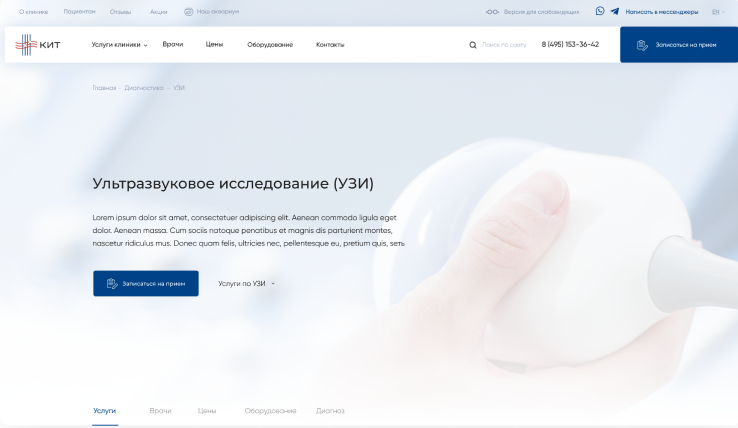 О клинике Пациентам Отзывы Акции Наш аквариум Версия для слабовидящих Написать в мессенджеры EN
КИТ Услуги клиники Врачи Цены Оборудование Контакты Поиск по сайту 8 (495) 153-36-42 Записаться на прием
Главная - Диагностика - УЗИ
Ультразвуковое исследование (УЗИ)
Lorem ipsum dolor sit amet, consectetuer adipiscing elit. Aenean commodo ligula eget
dolor. Aenean massa. Cum sociis natoque penatibus et magnis dis parturient montes,
nascetur ridiculus mus. Donec quam felis, ultricies nec, pellentesque eu, pretium quis, sem
Записаться на прием Услуги по УЗИ
Услуги Врачи Цены Оборудование Диагноз